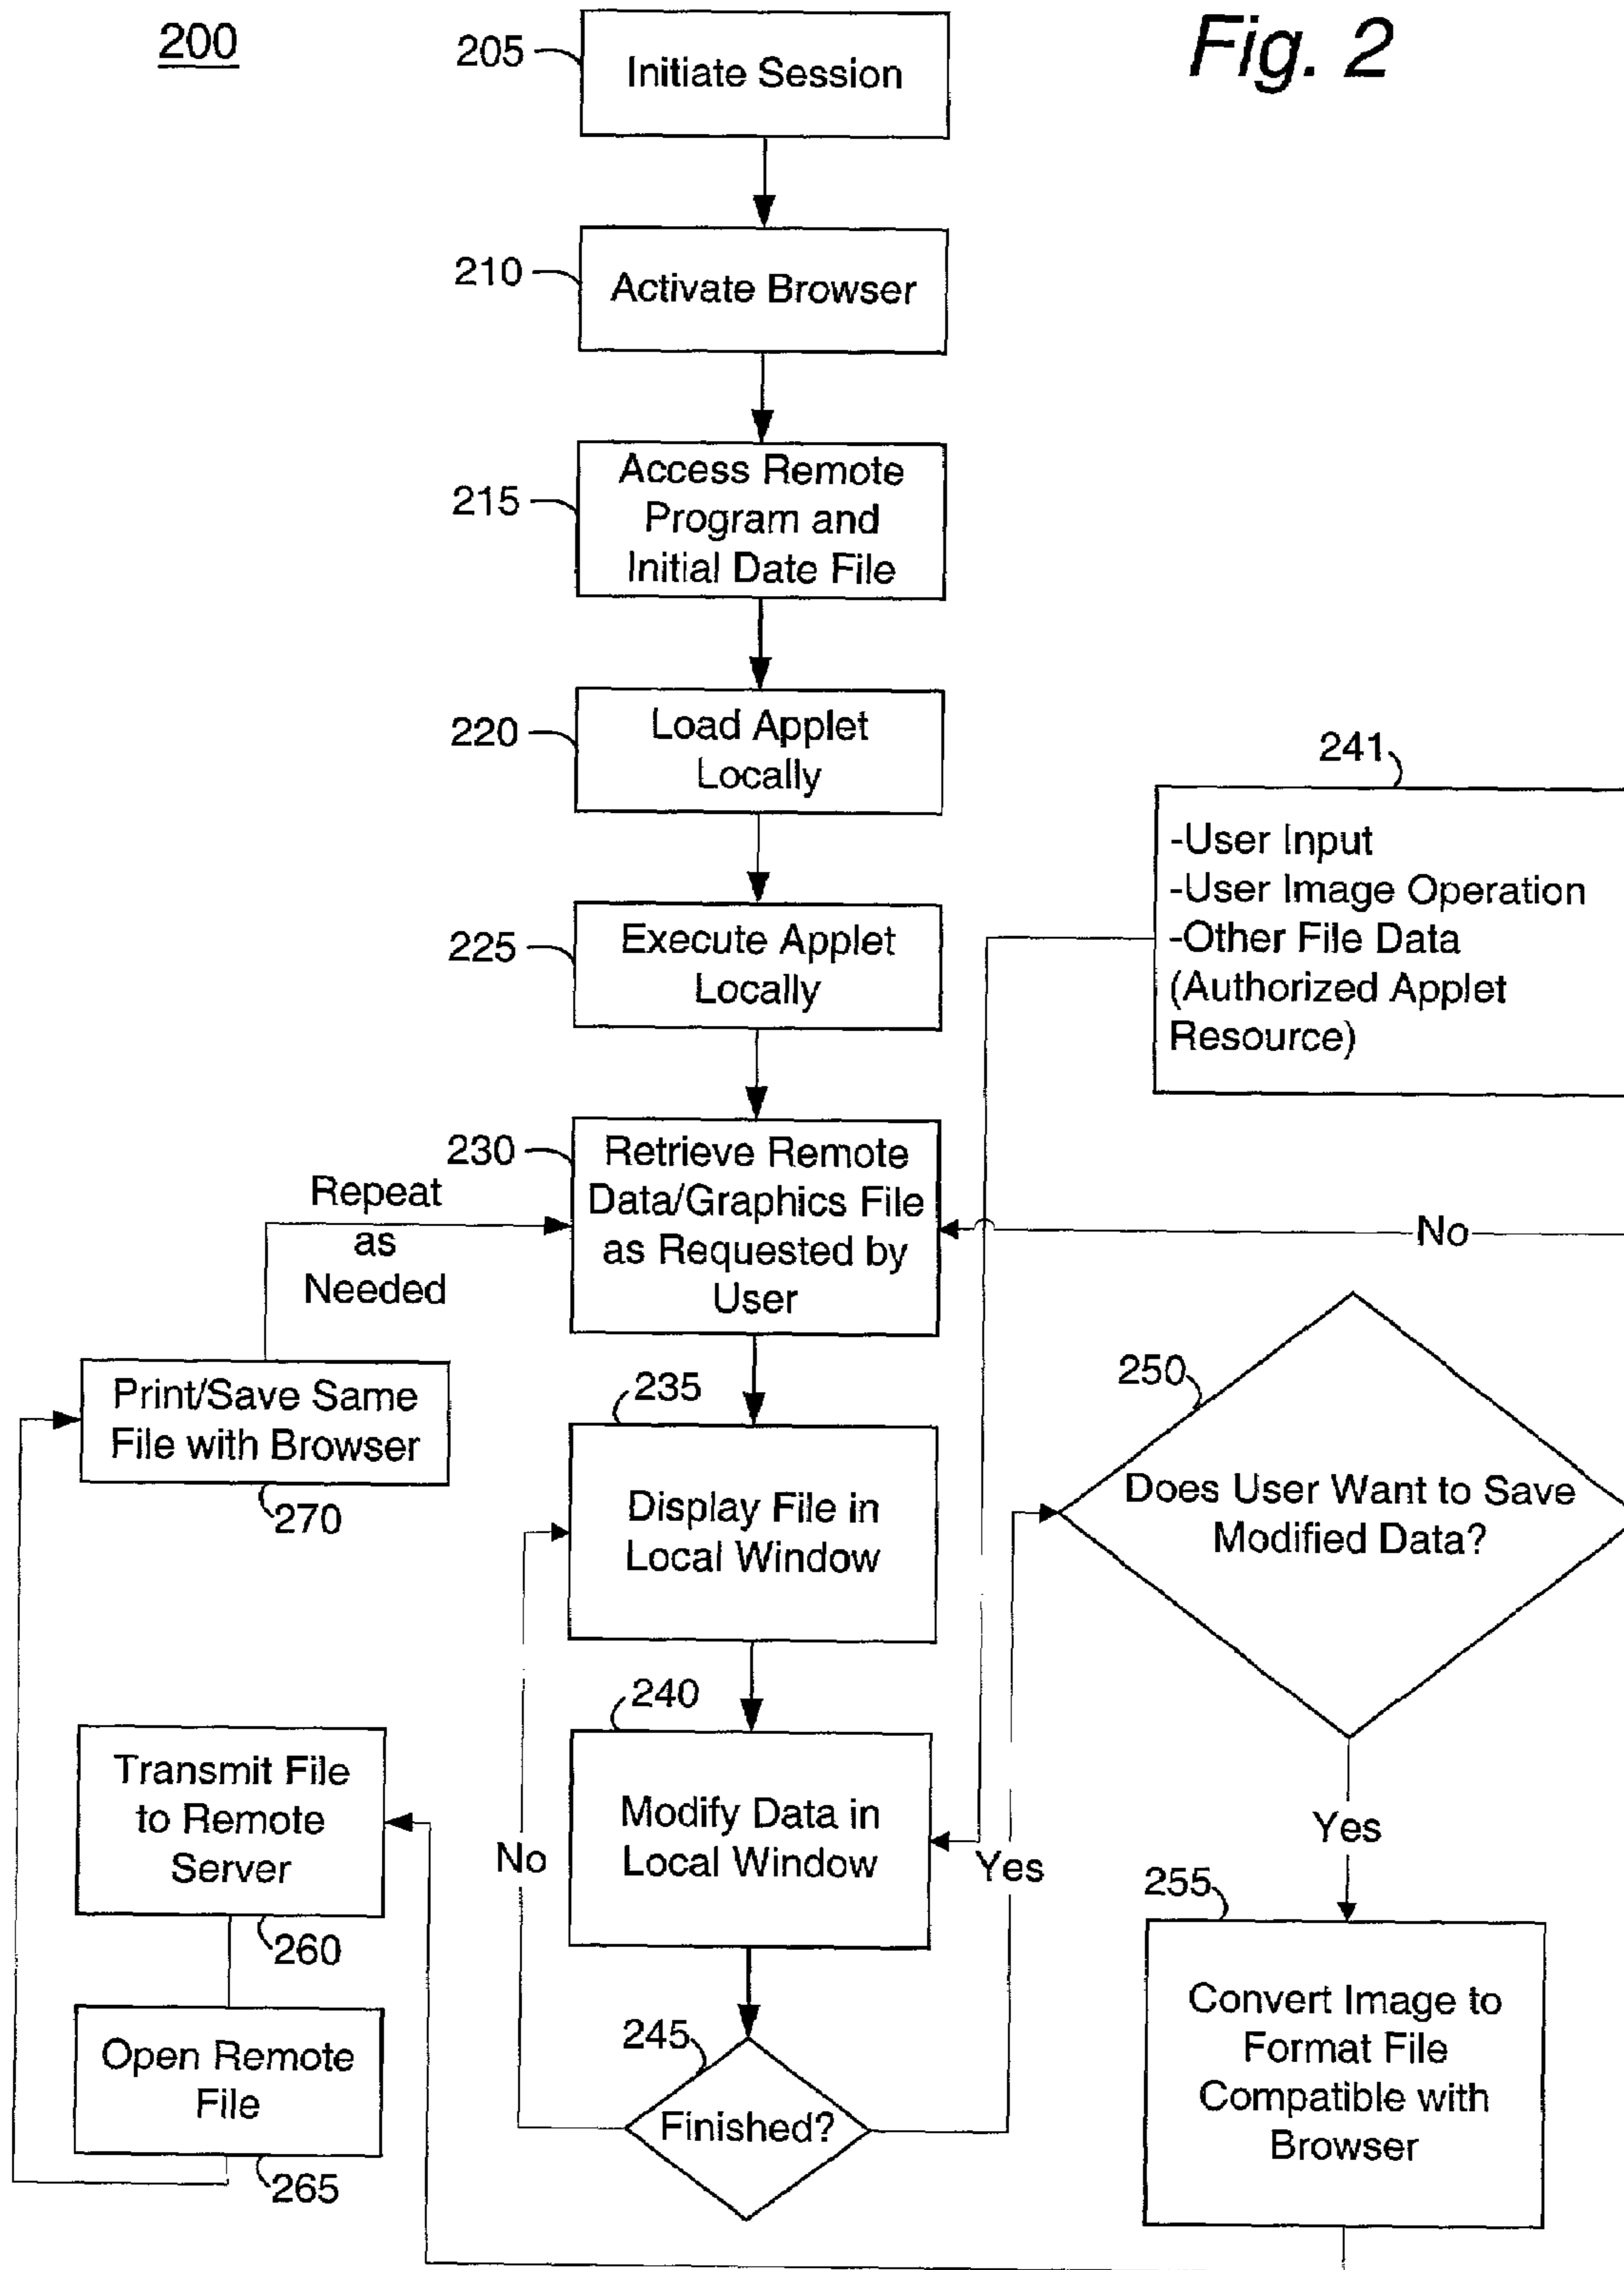 200
Fig. 2
205
Initiate Session
210
Activate Browser
215
Access Remote
Program and
Initial Date File
220
Load Applet
Locally
225
Execute Applet
Locally
241
-User Input
-User Image Operation
-Other File Data
(Authorized Applet
Resource)
230
Retrieve Remote
Data/Graphics File
as Requested by
User
Repeat
as
Needed
No
Print/Save Same
File with Browser
270
235
Display File in
Local Window
250
Does User Want to Save
Modified Data?
240
Modify Data in
Local Window
No
Yes
Yes
Transmit File
to Remote
Server
260
Open Remote
File
265
245
Finished?
255
Convert Image to
Format File
Compatible with
Browser